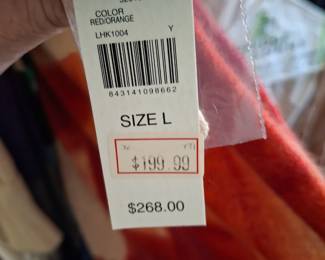 COLOR
RED/ORANGE
LHK1004 Y
843141098662
SIZE L
$199.99
$268.00